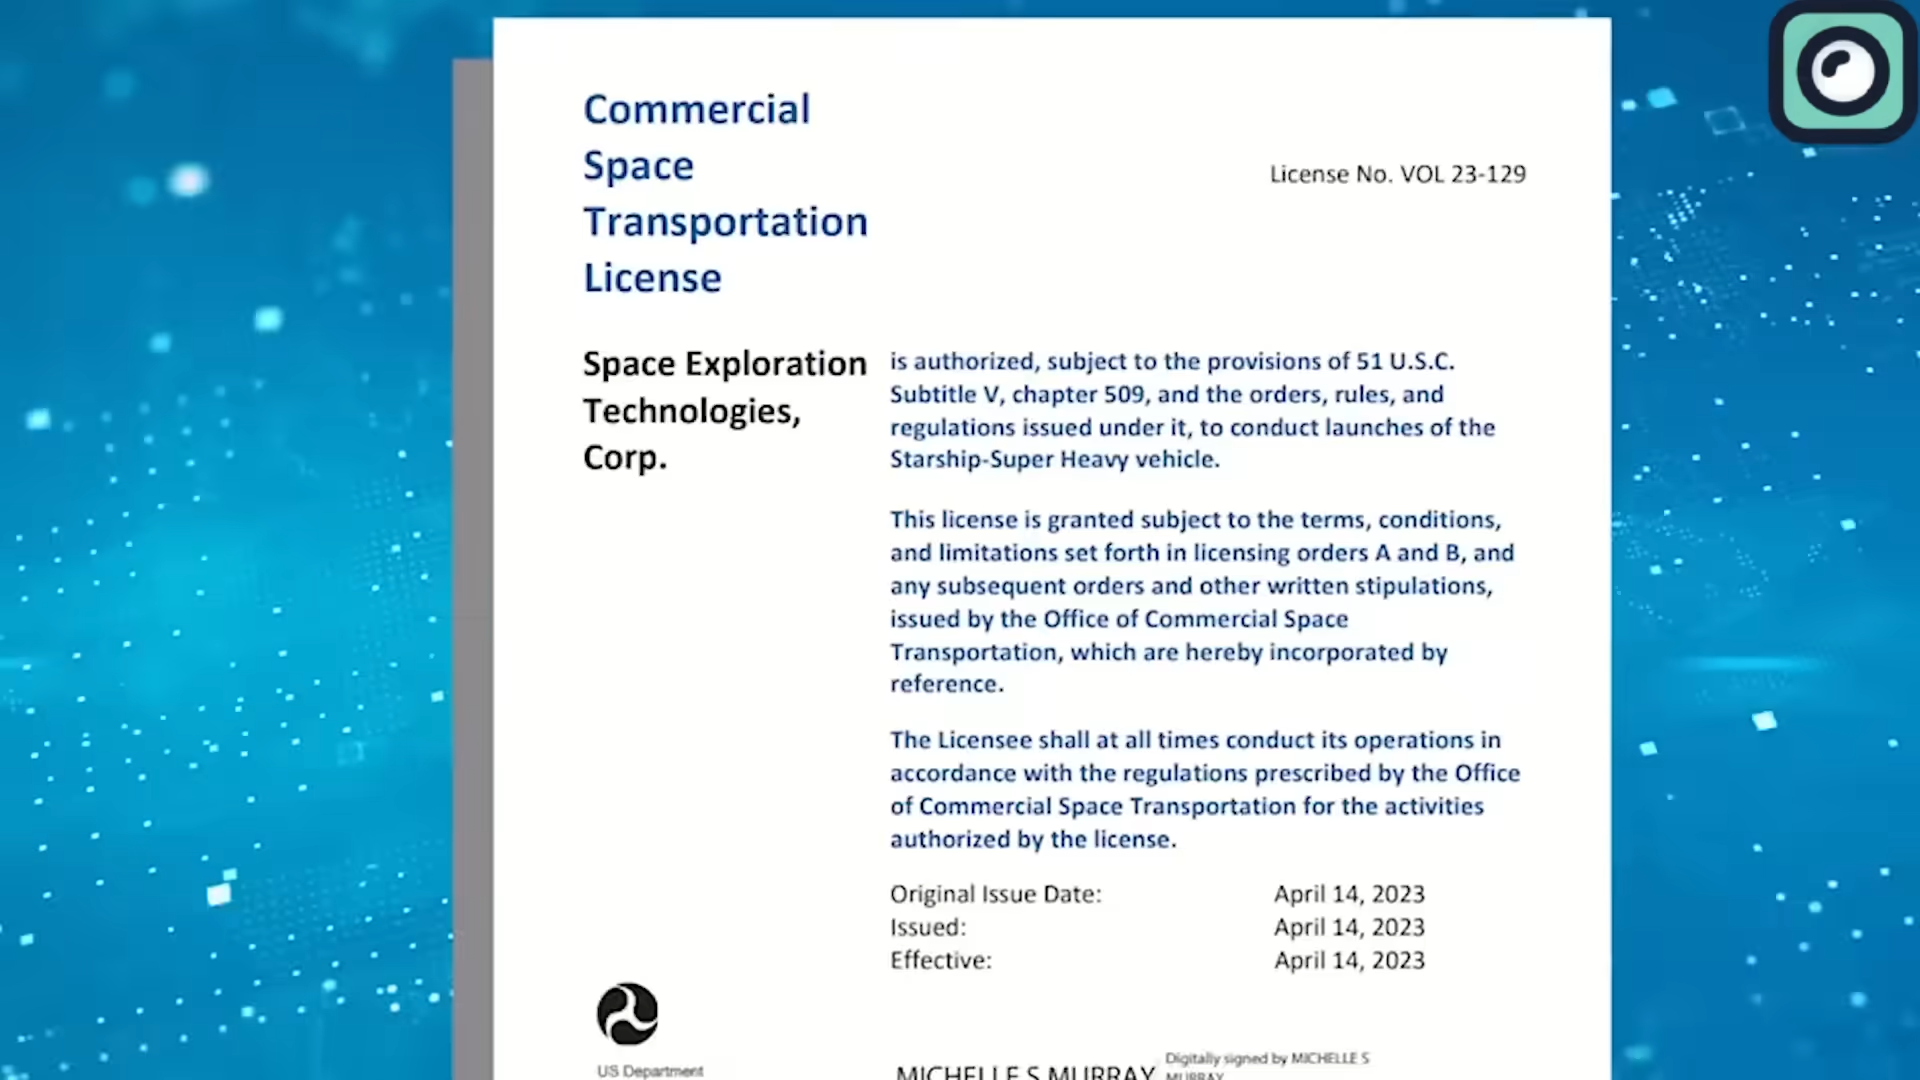 Commercial
Space
Transportation
License
License No. VOL 23-129
Space Exploration
Technologies,
Corp.
is authorized, subject to the provisions of 51 U.S.C.
Subtitle V, chapter 509, and the orders, rules, and
regulations issued under it, to conduct launches of the
Starship-Super Heavy vehicle.
This license is granted subject to the terms, conditions,
and limitations set forth in licensing orders A and B, and
any subsequent orders and other written stipulations,
issued by the Office of Commercial Space
Transportation, which are hereby incorporated by
reference.
The Licensee shall at all times conduct its operations in
accordance with the regulations prescribed by the Office
of Commercial Space Transportation for the activities
authorized by the license.
Original Issue Date: April 14, 2023
Issued: April 14, 2023
Effective: April 14, 2023
US Department
MICHELLE S MURRAY
Digitally signed by MICHELLE S
MURRAY